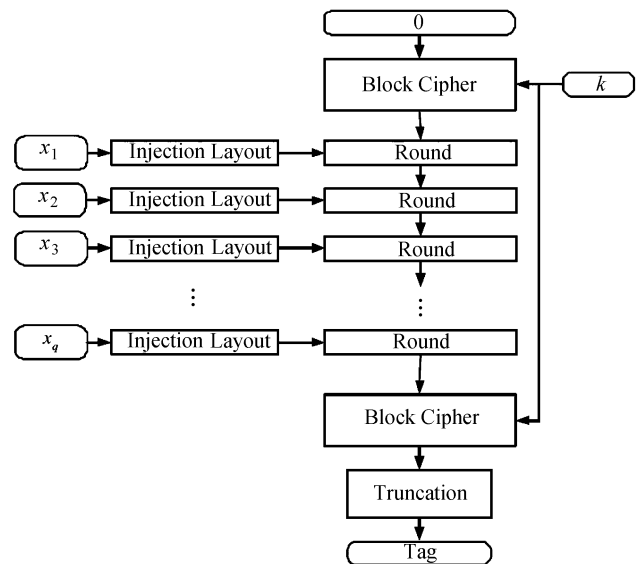 0
Block Cipher
k
x₁ Injection Layout Round
x₂ Injection Layout Round
x₃ Injection Layout Round
⋮ ⋮
x_q Injection Layout Round
Block Cipher
Truncation
Tag